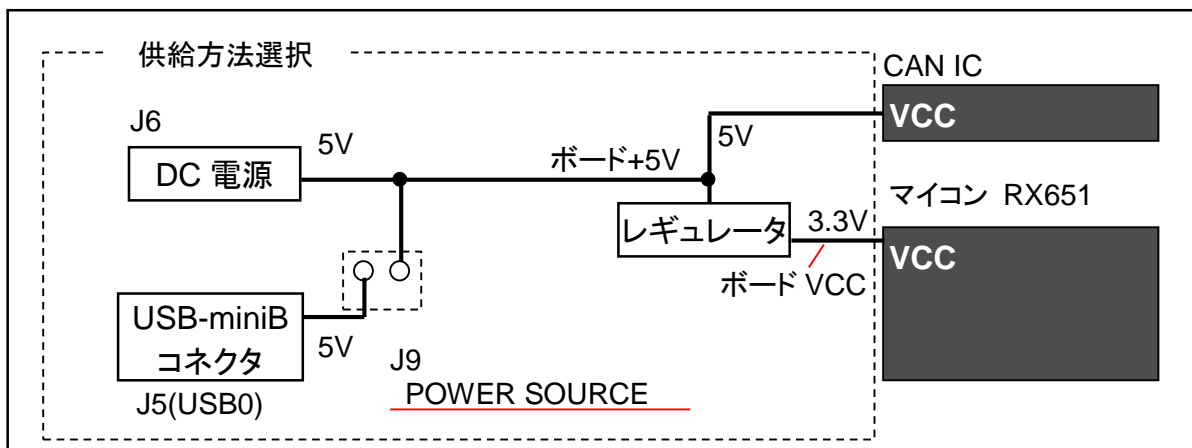 供給方法選択
CAN IC
VCC
J6
5V
DC 電源
ボード+5V
5V
マイコン RX651
レギュレータ
3.3V
VCC
ボード VCC
USB-miniB
コネクタ
5V
J9
POWER SOURCE
J5(USB0)